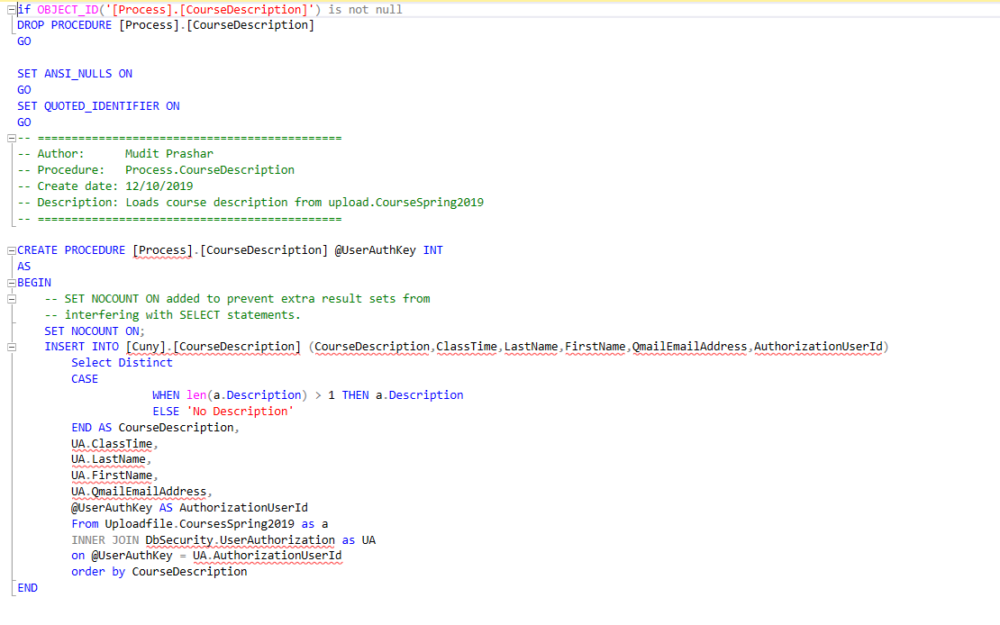 if OBJECT_ID('[Process].[CourseDescription]') is not null
DROP PROCEDURE [Process].[CourseDescription]
GO
SET ANSI_NULLS ON
GO
SET QUOTED_IDENTIFIER ON
GO
-- =============================================
-- Author:      Mudit Prashar
-- Procedure:   Process.CourseDescription
-- Create date: 12/10/2019
-- Description: Loads course description from upload.CourseSpring2019
-- =============================================
CREATE PROCEDURE [Process].[CourseDescription] @UserAuthKey INT
AS
BEGIN
    -- SET NOCOUNT ON added to prevent extra result sets from
    -- interfering with SELECT statements.
    SET NOCOUNT ON;
    INSERT INTO [Cuny].[CourseDescription] (CourseDescription,ClassTime,LastName,FirstName,QmailEmailAddress,AuthorizationUserId)
        Select Distinct
        CASE
                    WHEN len(a.Description) > 1 THEN a.Description
                    ELSE 'No Description'
        END AS CourseDescription,
        UA.ClassTime,
        UA.LastName,
        UA.FirstName,
        UA.QmailEmailAddress,
        @UserAuthKey AS AuthorizationUserId
        From Uploadfile.CoursesSpring2019 as a
        INNER JOIN DbSecurity.UserAuthorization as UA
        on @UserAuthKey = UA.AuthorizationUserId
        order by CourseDescription
END